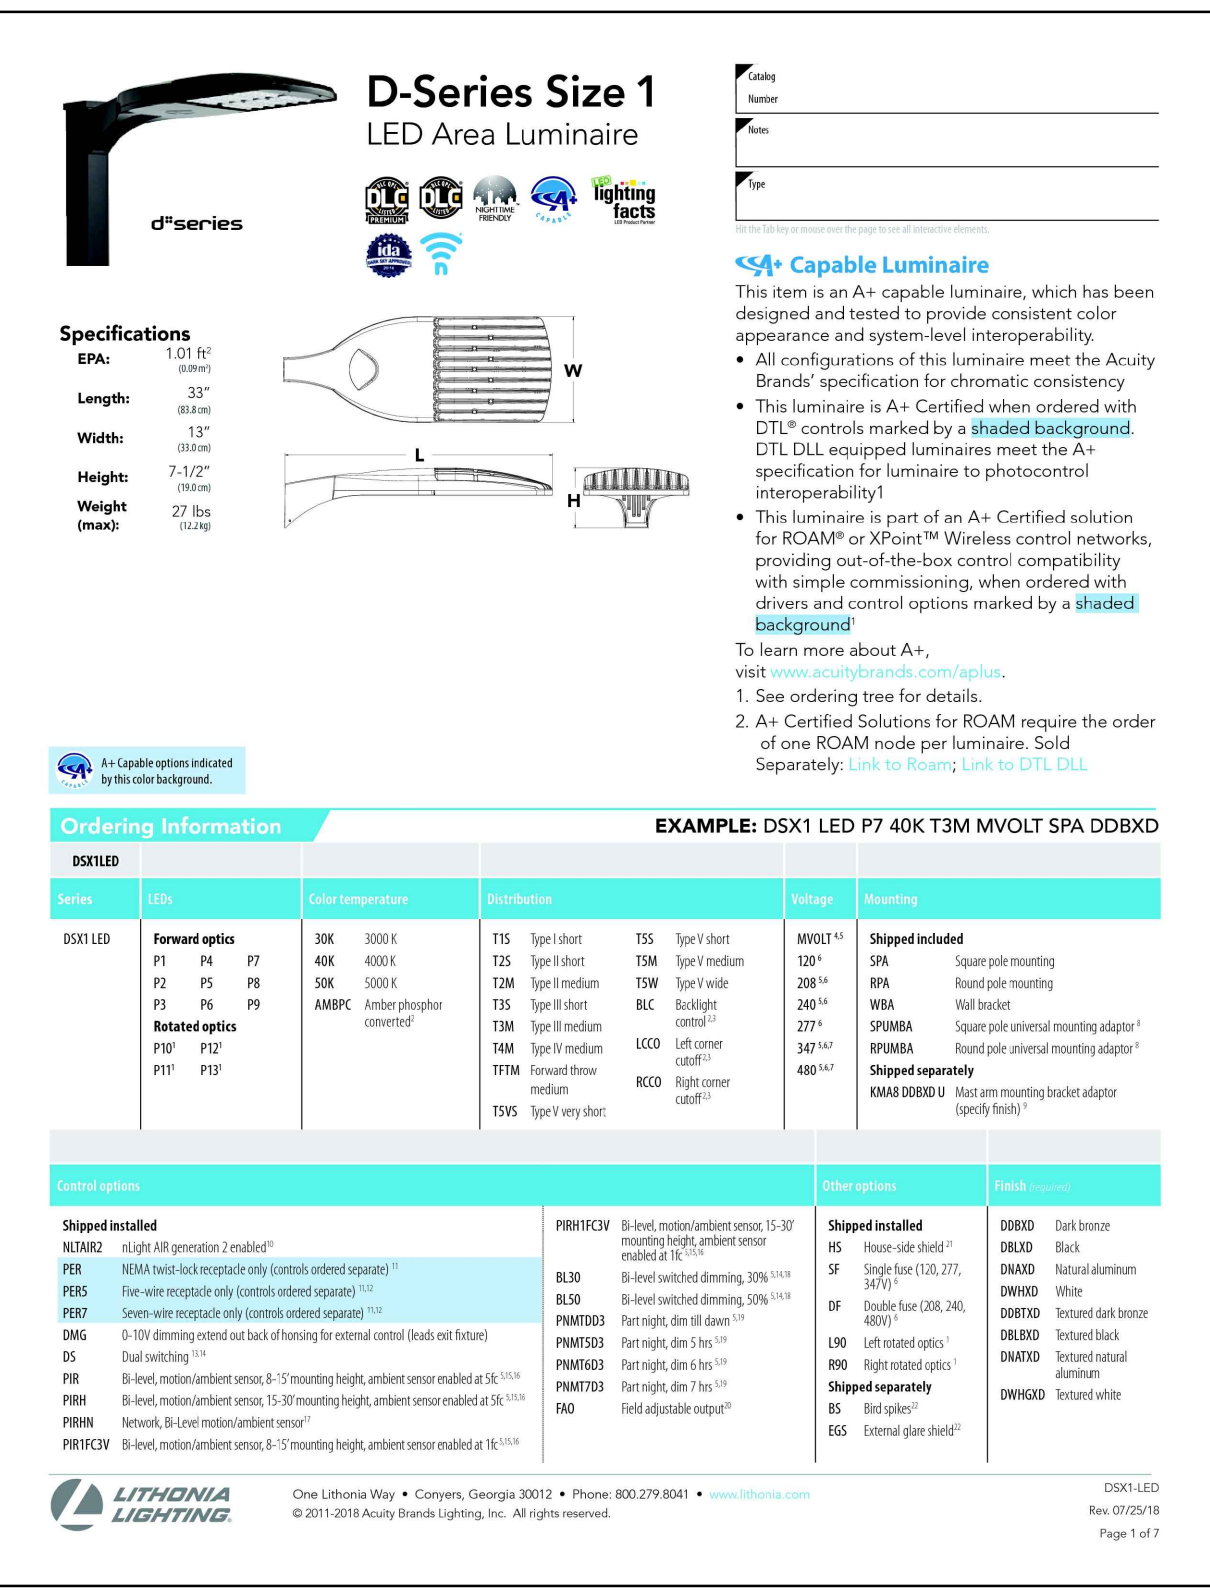 D-Series Size 1
LED Area Luminaire
d#series
DLC QPL
LISTED
PREMIUM
DLC QPL
LISTED
NIGHTTIME
FRIENDLY
A+
CAPABLE
LED
lighting
facts
LED Product Partner
ida
DARK SKY APPROVED
n
Catalog
Number
Notes
Type
Hit the Tab key or mouse over the page to see all interactive elements.
Specifications
EPA: 1.01 ft²
(0.09 m²)
Length: 33”
(83.8 cm)
Width: 13”
(33.0 cm)
Height: 7-1/2”
(19.0 cm)
Weight
(max): 27 lbs
(12.2 kg)
W
L
H
A+ Capable Luminaire
This item is an A+ capable luminaire, which has been
designed and tested to provide consistent color
appearance and system-level interoperability.
• All configurations of this luminaire meet the Acuity
Brands’ specification for chromatic consistency
• This luminaire is A+ Certified when ordered with
DTL® controls marked by a shaded background.
DTL DLL equipped luminaires meet the A+
specification for luminaire to photocontrol
interoperability1
• This luminaire is part of an A+ Certified solution
for ROAM® or XPoint™ Wireless control networks,
providing out-of-the-box control compatibility
with simple commissioning, when ordered with
drivers and control options marked by a shaded
background¹
To learn more about A+,
visit www.acuitybrands.com/aplus.
1. See ordering tree for details.
2. A+ Certified Solutions for ROAM require the order
of one ROAM node per luminaire. Sold
Separately: Link to Roam; Link to DTL DLL
A+ Capable options indicated
by this color background.
Ordering Information
EXAMPLE: DSX1 LED P7 40K T3M MVOLT SPA DDBXD
DSX1LED
Series
LEDs
Color temperature
Distribution
Voltage
Mounting
DSX1 LED
Forward optics
P1 P4 P7
P2 P5 P8
P3 P6 P9
Rotated optics
P10¹ P12¹
P11¹ P13¹
30K 3000 K
40K 4000 K
50K 5000 K
AMBPC Amber phosphor
converted²
T1S Type I short
T2S Type II short
T2M Type II medium
T3S Type III short
T3M Type III medium
T4M Type IV medium
TFTM Forward throw
medium
T5VS Type V very short
T5S Type V short
T5M Type V medium
T5W Type V wide
BLC Backlight
control ²,³
LCCO Left corner
cutoff ²,³
RCCO Right corner
cutoff ²,³
MVOLT ⁴,⁵
120 ⁶
208 ⁵,⁶
240 ⁵,⁶
277 ⁶
347 ⁵,⁶,⁷
480 ⁵,⁶,⁷
Shipped included
SPA Square pole mounting
RPA Round pole mounting
WBA Wall bracket
SPUMBA Square pole universal mounting adaptor ⁸
RPUMBA Round pole universal mounting adaptor ⁸
Shipped separately
KMA8 DDBXD U Mast arm mounting bracket adaptor
(specify finish) ⁹
Control options
Other options
Finish (required)
Shipped installed
NLTAIR2 nLight AIR generation 2 enabled¹⁰
PER NEMA twist-lock receptacle only (controls ordered separate) ¹¹
PER5 Five-wire receptacle only (controls ordered separate) ¹¹,¹²
PER7 Seven-wire receptacle only (controls ordered separate) ¹¹,¹²
DMG 0-10V dimming extend out back of honsing for external control (leads exit fixture)
DS Dual switching ¹³,¹⁴
PIR Bi-level, motion/ambient sensor, 8-15’ mounting height, ambient sensor enabled at 5fc ⁵,¹⁵,¹⁶
PIRH Bi-level, motion/ambient sensor, 15-30’ mounting height, ambient sensor enabled at 5fc ⁵,¹⁵,¹⁶
PIRHN Network, Bi-Level motion/ambient sensor¹⁷
PIR1FC3V Bi-level, motion/ambient sensor, 8-15’ mounting height, ambient sensor enabled at 1fc ⁵,¹⁵,¹⁶
PIRH1FC3V Bi-level, motion/ambient sensor, 15-30’
mounting height, ambient sensor
enabled at 1fc ⁵,¹⁵,¹⁶
BL30 Bi-level switched dimming, 30% ⁵,¹⁴,¹⁸
BL50 Bi-level switched dimming, 50% ⁵,¹⁴,¹⁸
PNMTDD3 Part night, dim till dawn ⁵,¹⁹
PNMT5D3 Part night, dim 5 hrs ⁵,¹⁹
PNMT6D3 Part night, dim 6 hrs ⁵,¹⁹
PNMT7D3 Part night, dim 7 hrs ⁵,¹⁹
FAO Field adjustable output²⁰
Shipped installed
HS House-side shield ²¹
SF Single fuse (120, 277,
347V) ⁶
DF Double fuse (208, 240,
480V) ⁶
L90 Left rotated optics ¹
R90 Right rotated optics ¹
Shipped separately
BS Bird spikes²²
EGS External glare shield²²
DDBXD Dark bronze
DBLXD Black
DNAXD Natural aluminum
DWHXD White
DDBTXD Textured dark bronze
DBLBXD Textured black
DNATXD Textured natural
aluminum
DWHGXD Textured white
LITHONIA
LIGHTING®
One Lithonia Way • Conyers, Georgia 30012 • Phone: 800.279.8041 • www.lithonia.com
© 2011-2018 Acuity Brands Lighting, Inc. All rights reserved.
DSX1-LED
Rev. 07/25/18
Page 1 of 7